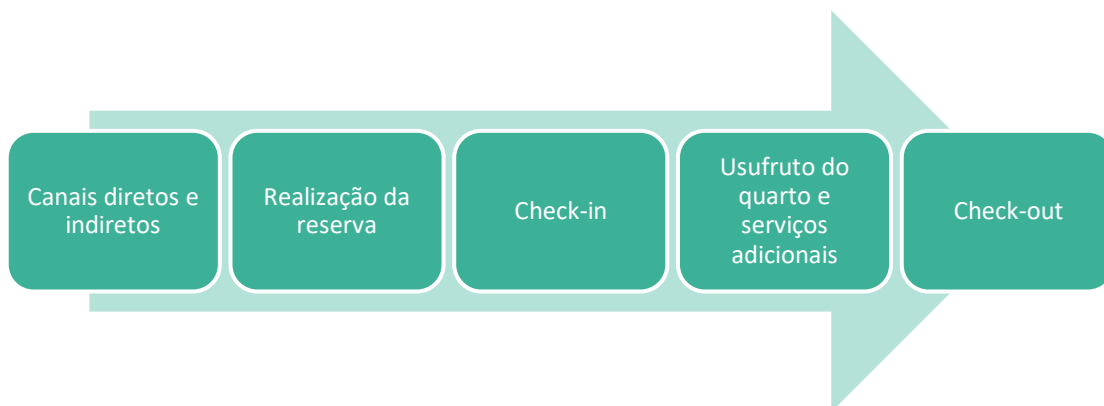 Canais diretos e
indiretos
Realização da
reserva
Check-in
Usufruto do
quarto e
serviços
adicionais
Check-out